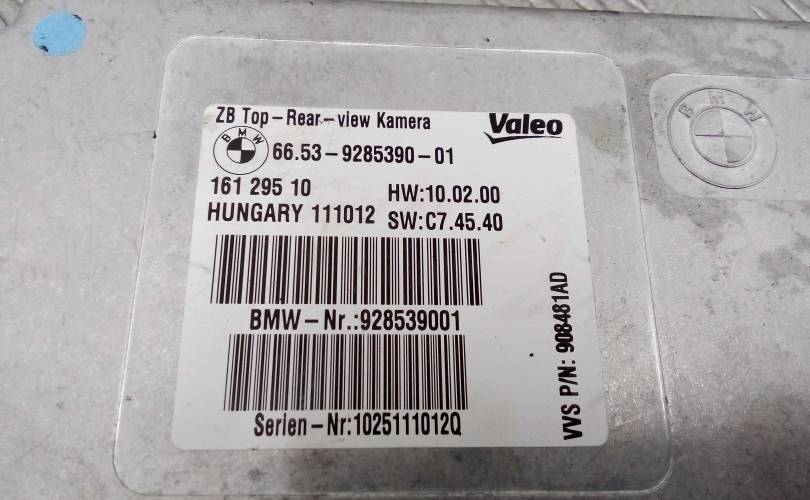 ZB Top-Rear-view Kamera
Valeo
BMW
66.53-9285390-01
161 295 10
HW:10.02.00
HUNGARY 111012
SW:C7.45.40
BMW-Nr.:928539001
Serien-Nr:1025111012Q
VVS P/N: 908481AD
BMW